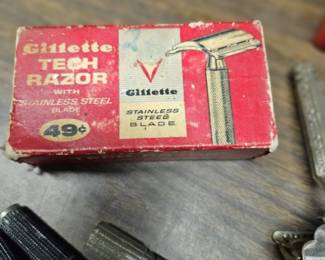 Gillette
TECH
RAZOR
WITH
STAINLESS STEEL
BLADE
49¢
Gillette
STAINLESS
STEEL
BLADE